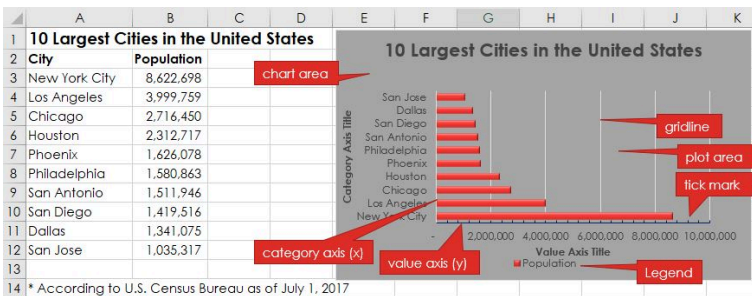 A B C D E F G H I J K
1 10 Largest Cities in the United States
2 City Population
3 New York City 8,622,698
4 Los Angeles 3,999,759
5 Chicago 2,716,450
6 Houston 2,312,717
7 Phoenix 1,626,078
8 Philadelphia 1,580,863
9 San Antonio 1,511,946
10 San Diego 1,419,516
11 Dallas 1,341,075
12 San Jose 1,035,317
13
14 * According to U.S. Census Bureau as of July 1, 2017
10 Largest Cities in the United States
chart area
Category Axis Title
San Jose
Dallas
San Diego
San Antonio
Philadelphia
Phoenix
Houston
Chicago
Los Angeles
New York City
gridline
plot area
tick mark
category axis (x)
value axis (y)
- 2,000,000 4,000,000 6,000,000 8,000,000 10,000,000
Value Axis Title
Population
Legend